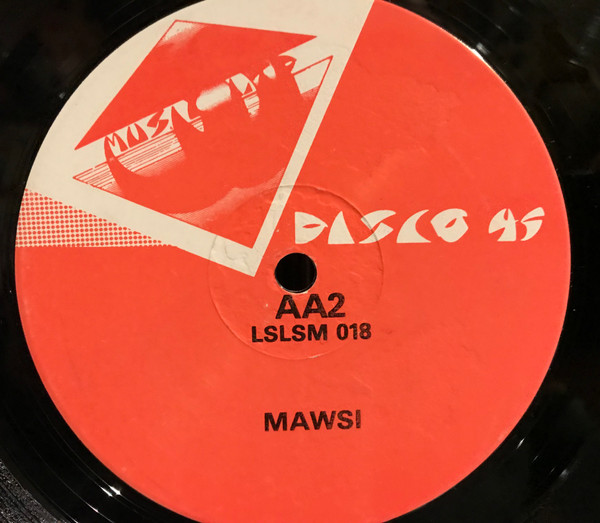 DISCO 45
AA2
LSLSM 018
MAWSI